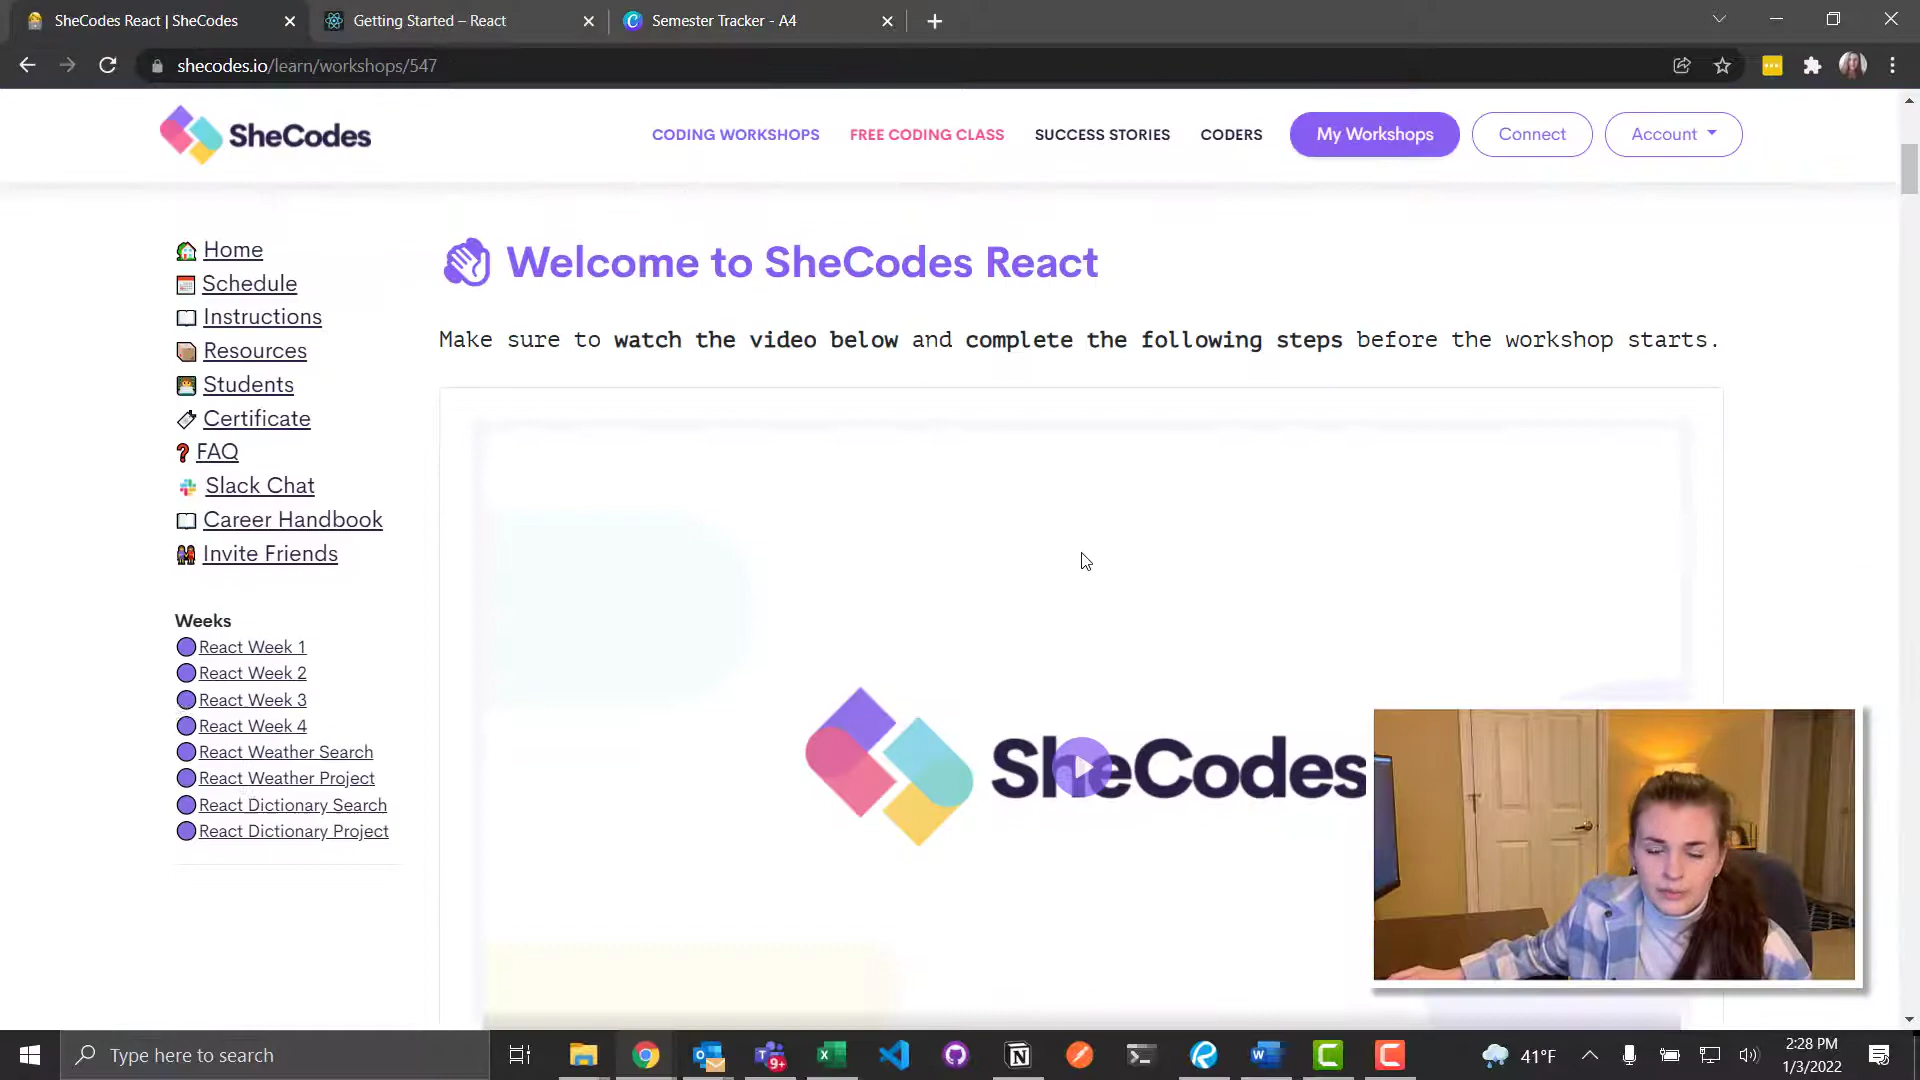 SheCodes React | SheCodes
Getting Started – React
Semester Tracker - A4
shecodes.io/learn/workshops/547
SheCodes
CODING WORKSHOPS
FREE CODING CLASS
SUCCESS STORIES
CODERS
My Workshops
Connect
Account
Home
Schedule
Instructions
Resources
Students
Certificate
FAQ
Slack Chat
Career Handbook
Invite Friends
Weeks
React Week 1
React Week 2
React Week 3
React Week 4
React Weather Search
React Weather Project
React Dictionary Search
React Dictionary Project
Welcome to SheCodes React
Make sure to watch the video below and complete the following steps before the workshop starts.
SheCodes
Type here to search
9+
41°F
2:28 PM
1/3/2022